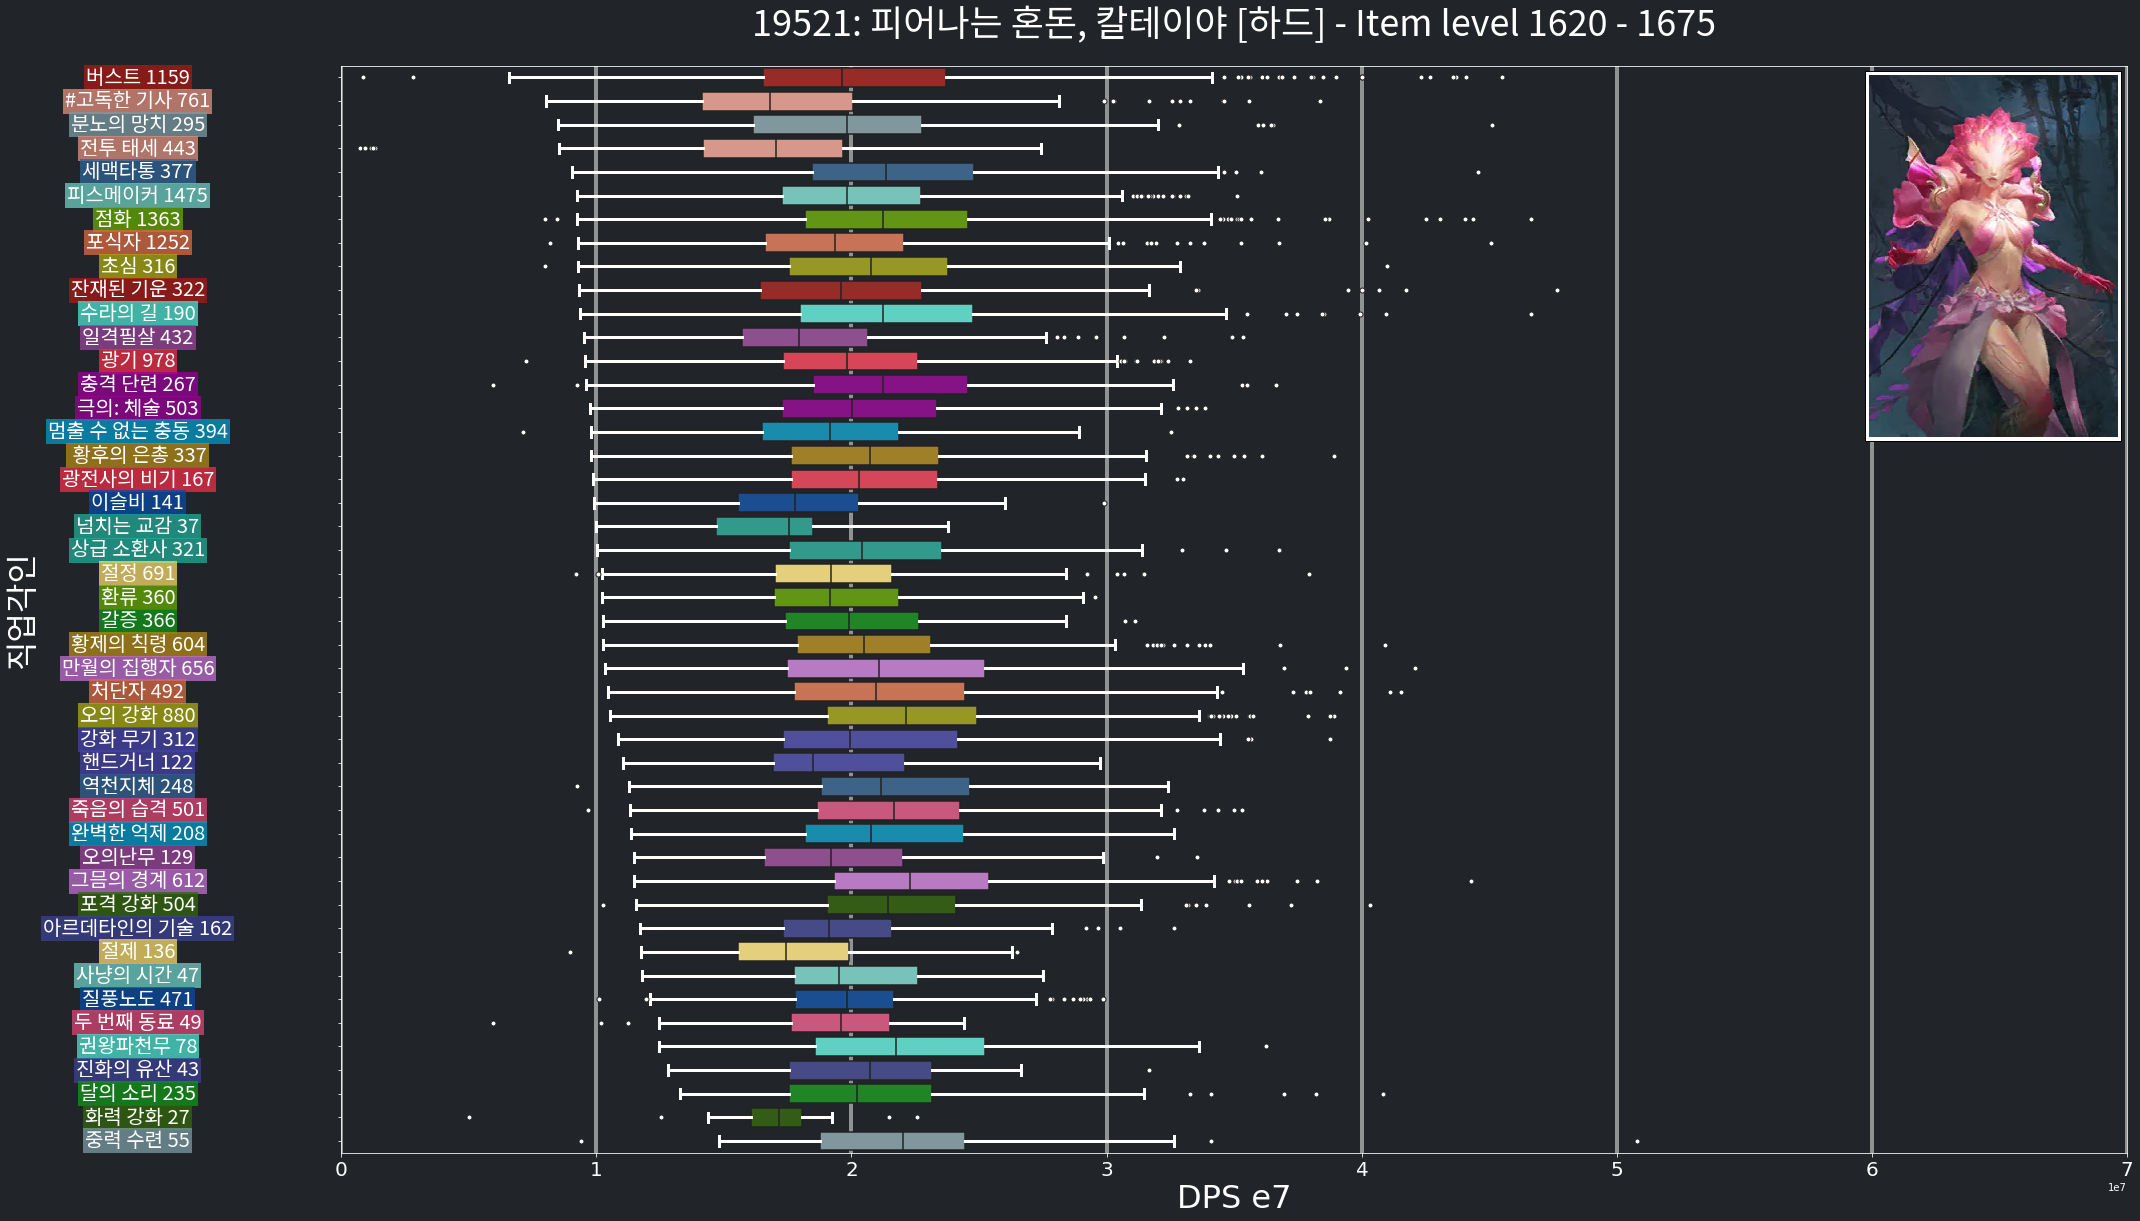 19521: 피어나는 혼돈, 칼테이야 [하드] - Item level 1620 - 1675
버스트 1159
#고독한 기사 761
분노의 망치 295
전투 태세 443
세맥타통 377
피스메이커 1475
점화 1363
포식자 1252
초심 316
잔재된 기운 322
수라의 길 190
일격필살 432
광기 978
충격 단련 267
극의: 체술 503
멈출 수 없는 충동 394
황후의 은총 337
광전사의 비기 167
이슬비 141
넘치는 교감 37
상급 소환사 321
절정 691
환류 360
갈증 366
황제의 칙령 604
만월의 집행자 656
처단자 492
오의 강화 880
강화 무기 312
핸드거너 122
역천지체 248
죽음의 습격 501
완벽한 억제 208
오의난무 129
그믐의 경계 612
포격 강화 504
아르데타인의 기술 162
절제 136
사냥의 시간 47
질풍노도 471
두 번째 동료 49
권왕파천무 78
진화의 유산 43
달의 소리 235
화력 강화 27
중력 수련 55
직업각인
0 1 2 3 4 5 6 7
DPS e7
1e7